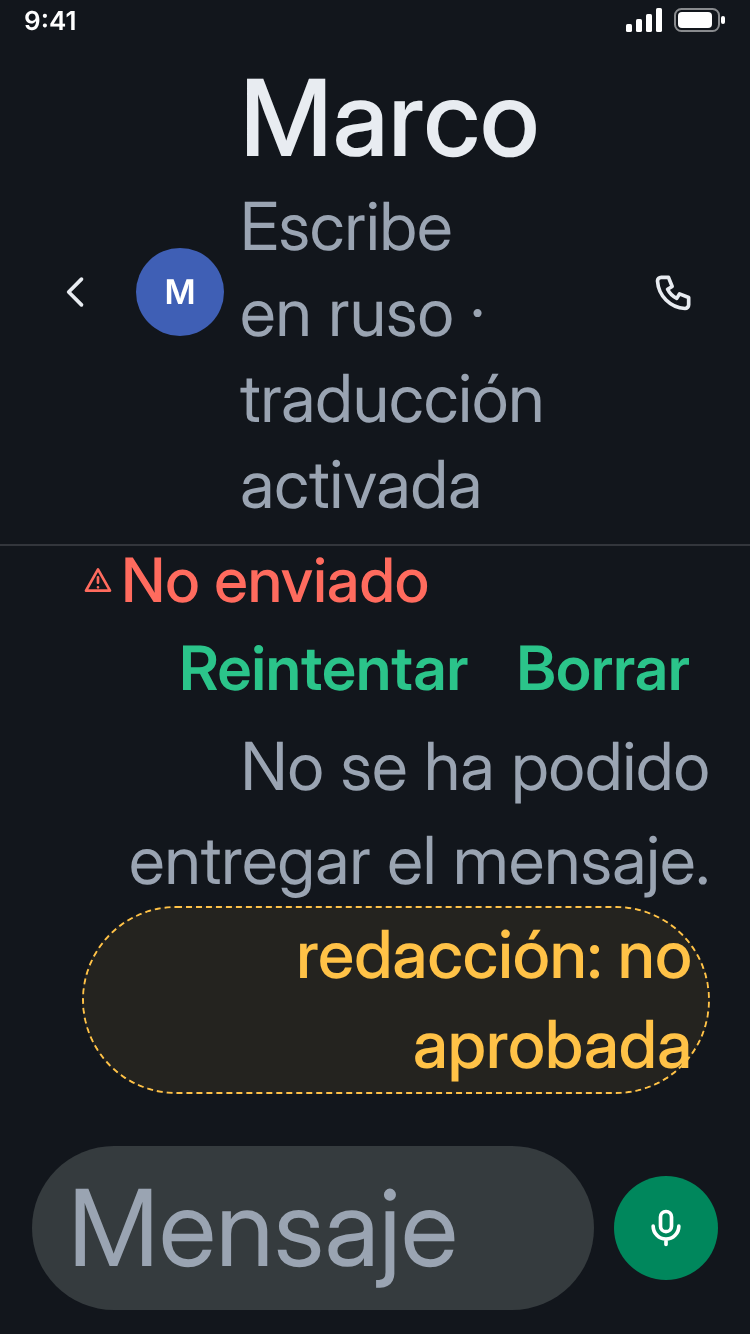 9:41
Marco
Escribe
en ruso ·
traducción
activada
M
No enviado
Reintentar Borrar
No se ha podido
entregar el mensaje.
redacción: no
aprobada
Mensaje